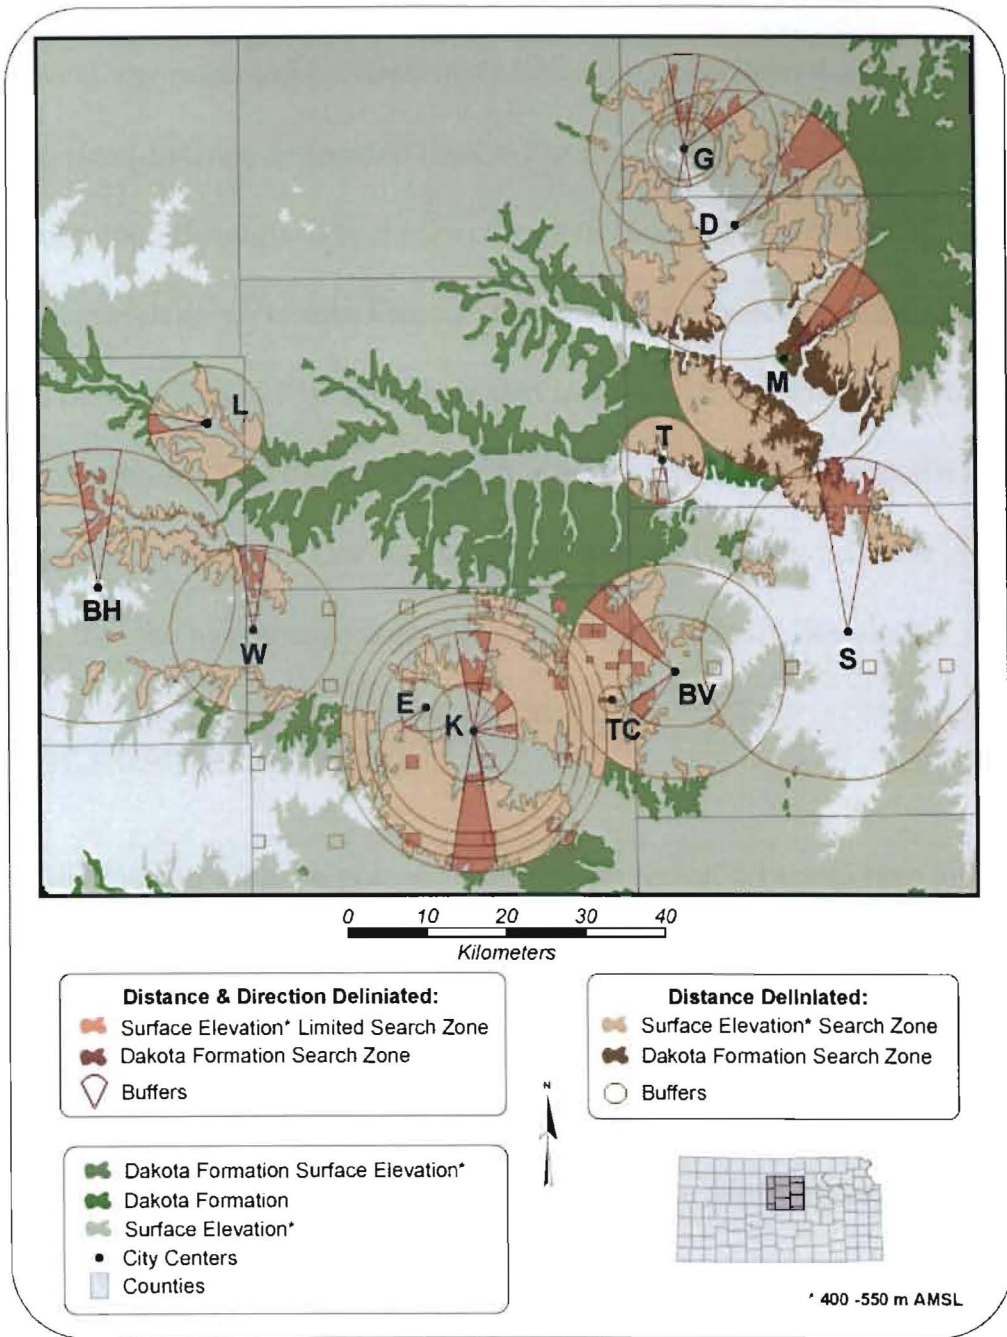 G
D
M
L
T
BH
W
S
E
K
BV
TC
0 10 20 30 40
Kilometers
Distance & Direction Deliniated:
Surface Elevation* Limited Search Zone
Dakota Formation Search Zone
Buffers
Distance Deliniated:
Surface Elevation* Search Zone
Dakota Formation Search Zone
Buffers
N
Dakota Formation Surface Elevation*
Dakota Formation
Surface Elevation*
City Centers
Counties
* 400 -550 m AMSL